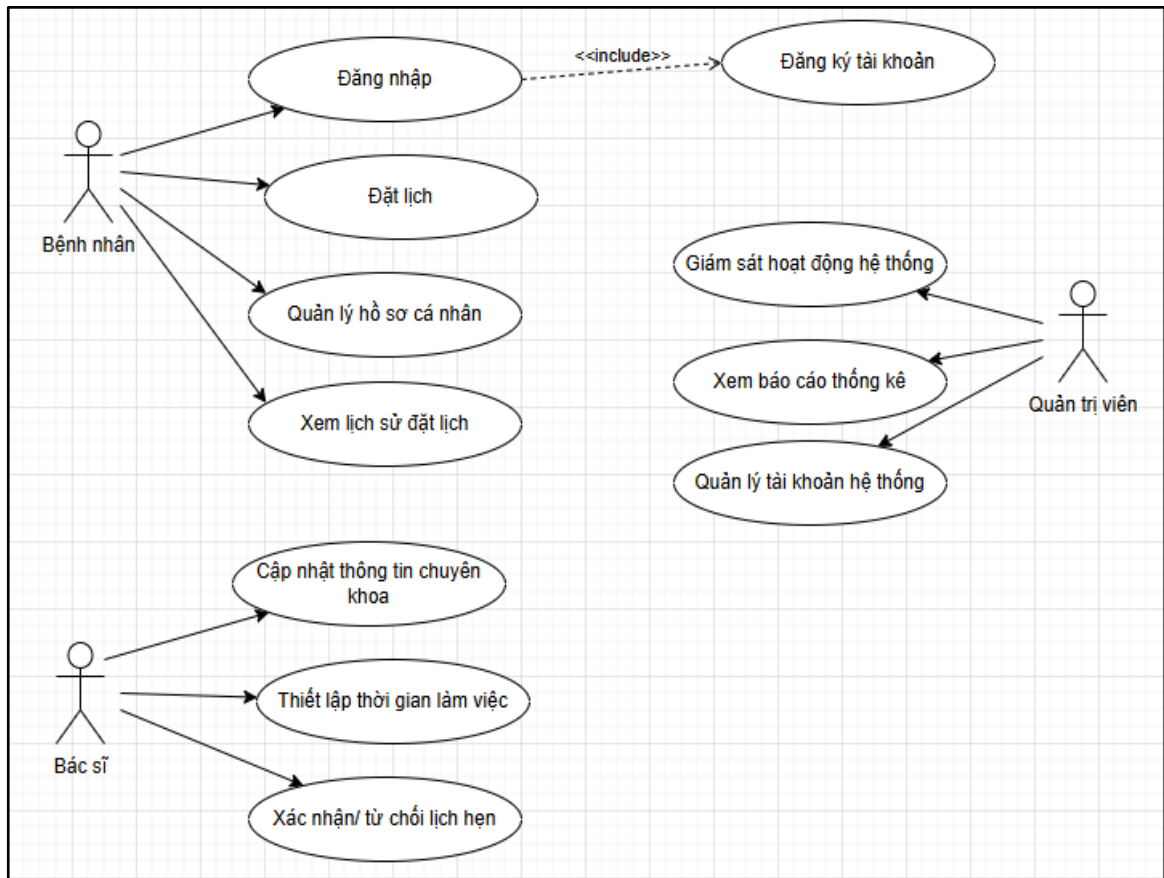 Đăng nhập
<<include>>
Đăng ký tài khoản
Đặt lịch
Bệnh nhân
Quản lý hồ sơ cá nhân
Xem lịch sử đặt lịch
Giám sát hoạt động hệ thống
Xem báo cáo thống kê
Quản trị viên
Quản lý tài khoản hệ thống
Cập nhật thông tin chuyên
khoa
Thiết lập thời gian làm việc
Bác sĩ
Xác nhận/ từ chối lịch hẹn